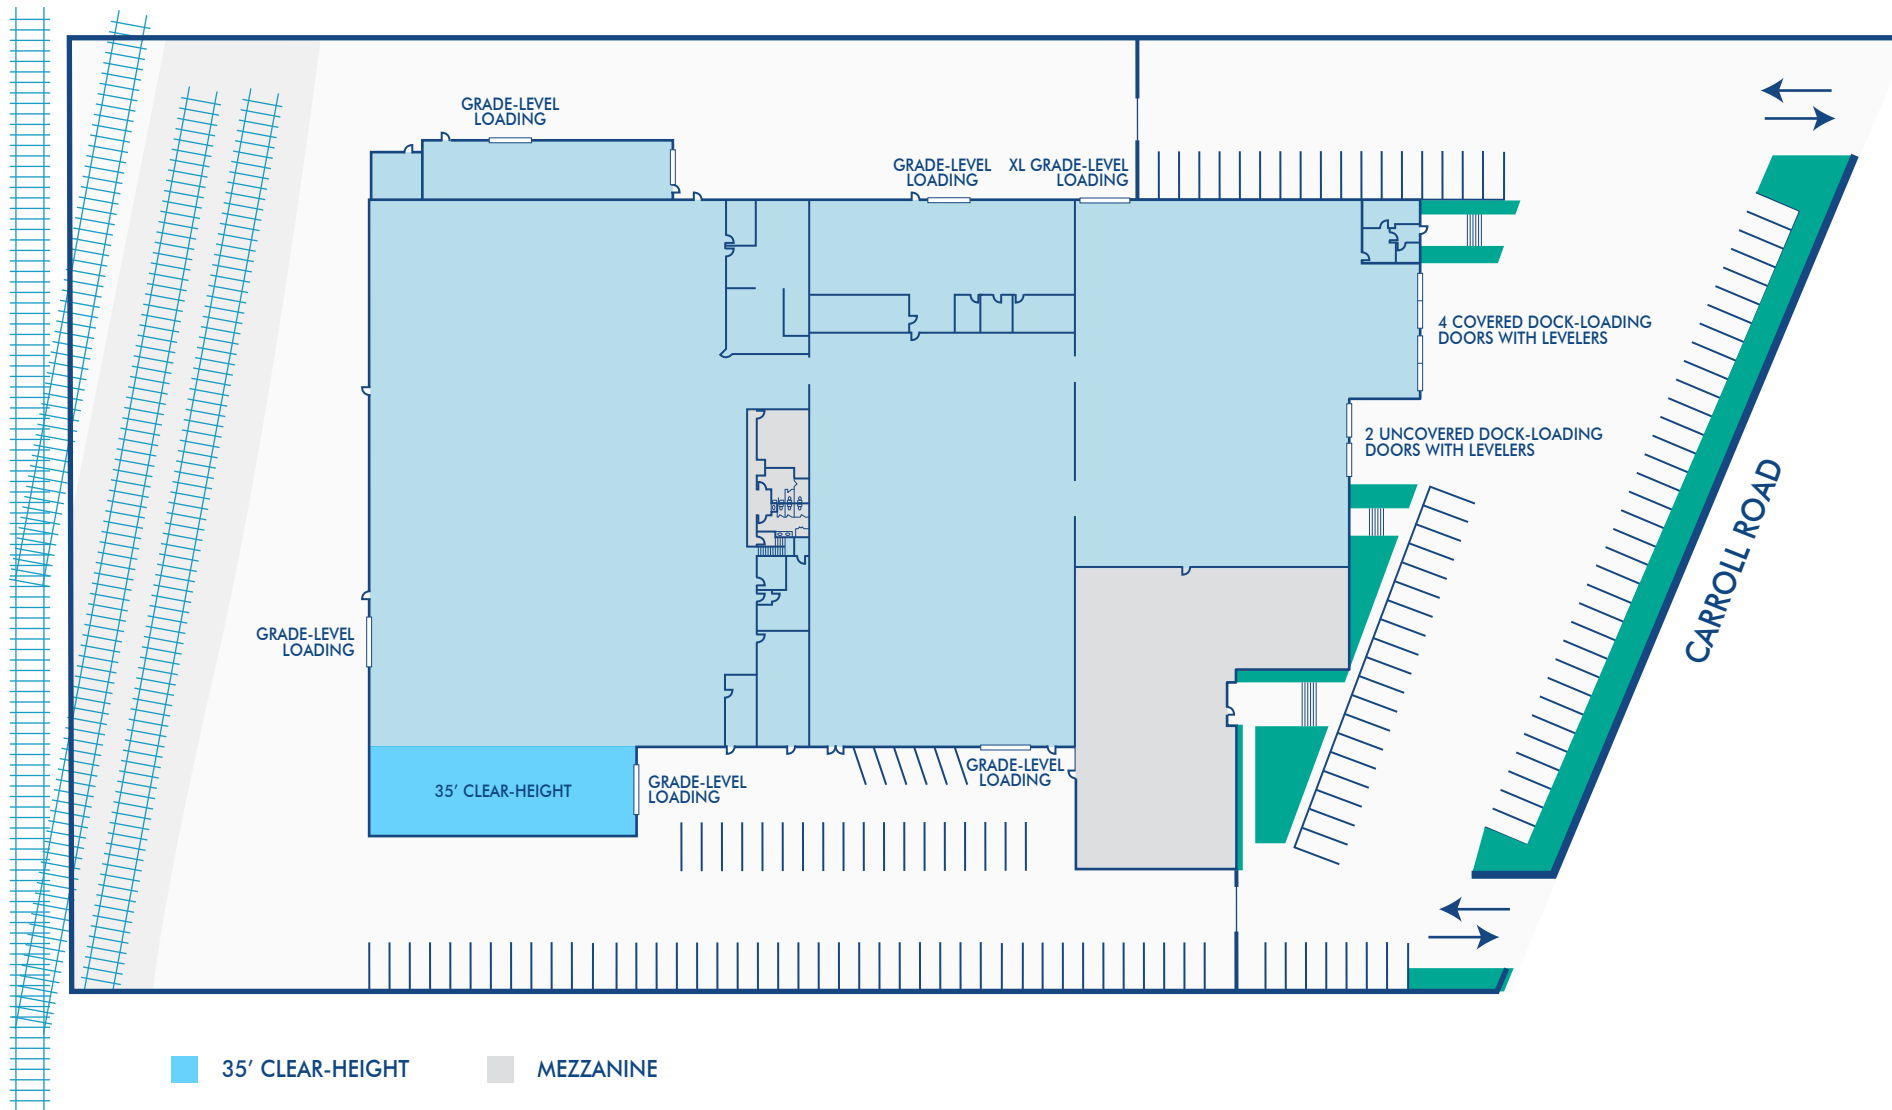 GRADE-LEVEL
LOADING
GRADE-LEVEL
LOADING
XL GRADE-LEVEL
LOADING
4 COVERED DOCK-LOADING
DOORS WITH LEVELERS
2 UNCOVERED DOCK-LOADING
DOORS WITH LEVELERS
CARROLL ROAD
GRADE-LEVEL
LOADING
35’ CLEAR-HEIGHT
GRADE-LEVEL
LOADING
GRADE-LEVEL
LOADING
35’ CLEAR-HEIGHT
MEZZANINE